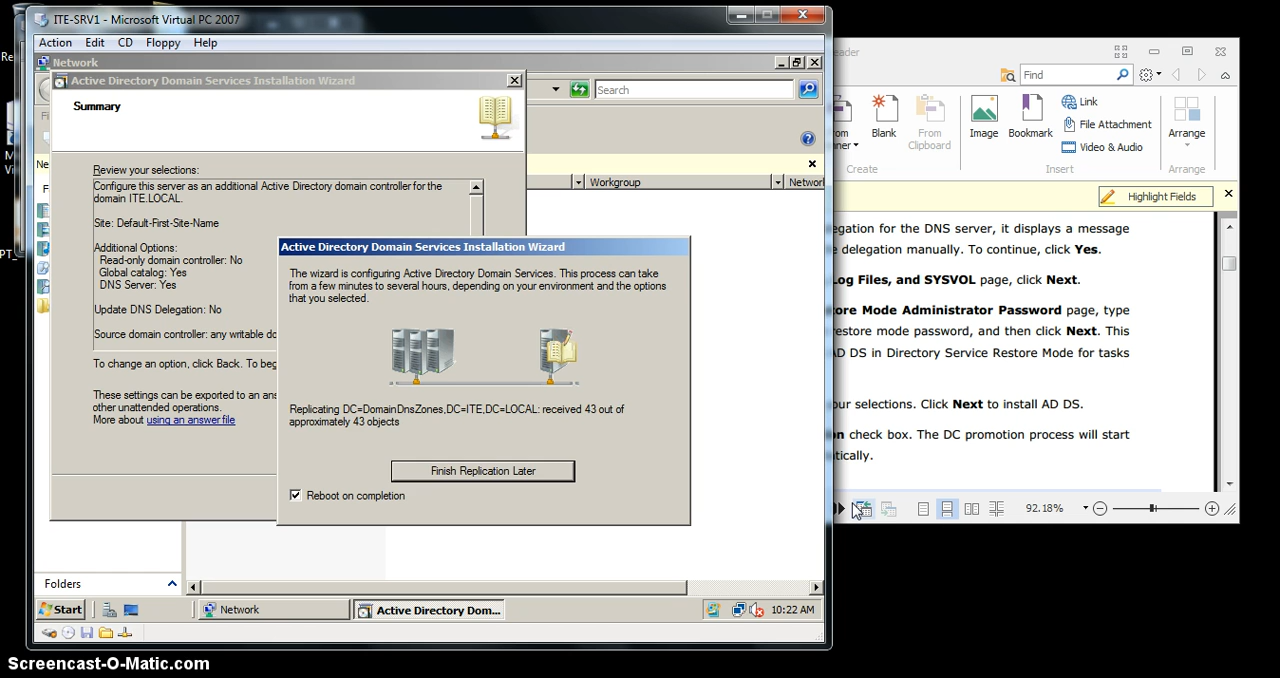 ITE-SRV1 - Microsoft Virtual PC 2007
Action Edit CD Floppy Help
Network
Active Directory Domain Services Installation Wizard
Summary
Search
Workgroup
Network
Review your selections:
Configure this server as an additional Active Directory domain controller for the
domain ITE.LOCAL.
Site: Default-First-Site-Name
Additional Options:
Read-only domain controller: No
Global catalog: Yes
DNS Server: Yes
Update DNS Delegation: No
Source domain controller: any writable do
To change an option, click Back. To beg
These settings can be exported to an ans
other unattended operations.
More about using an answer file
Active Directory Domain Services Installation Wizard
The wizard is configuring Active Directory Domain Services. This process can take
from a few minutes to several hours, depending on your environment and the options
that you selected.
Replicating DC=DomainDnsZones,DC=ITE,DC=LOCAL: received 43 out of
approximately 43 objects
Finish Replication Later
Reboot on completion
Folders
Start
Network
Active Directory Dom...
10:22 AM
eader
Find
Blank
From
Clipboard
Create
Image
Bookmark
Link
File Attachment
Video & Audio
Insert
Arrange
Arrange
Highlight Fields
egation for the DNS server, it displays a message
delegation manually. To continue, click Yes.
Log Files, and SYSVOL page, click Next.
tore Mode Administrator Password page, type
estore mode password, and then click Next. This
AD DS in Directory Service Restore Mode for tasks
our selections. Click Next to install AD DS.
on check box. The DC promotion process will start
tically.
92.18%
Screencast-O-Matic.com